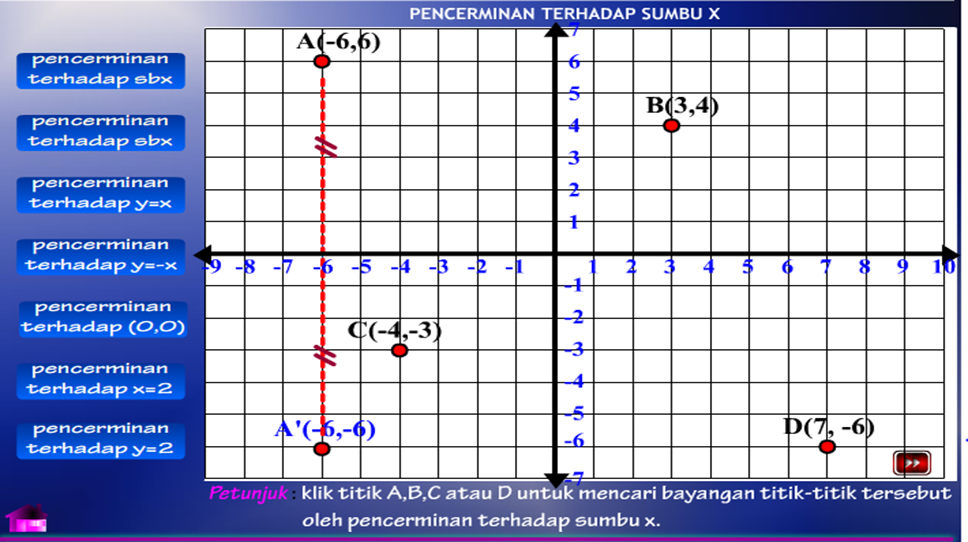 PENCERMINAN TERHADAP SUMBU X
pencerminan
terhadap sbx
pencerminan
terhadap sbx
pencerminan
terhadap y=x
pencerminan
terhadap y=-x
pencerminan
terhadap (0,0)
pencerminan
terhadap x=2
pencerminan
terhadap y=2
7
A(-6,6)
6
5
B(3,4)
4
3
2
1
-9 -8 -7 -6 -5 -4 -3 -2 -1 1 2 3 4 5 6 7 8 9 10
-1
-2
C(-4,-3)
-3
-4
-5
A'(-6,-6)
D(7, -6)
-6
-7
Petunjuk : klik titik A,B,C atau D untuk mencari bayangan titik-titik tersebut
oleh pencerminan terhadap sumbu x.